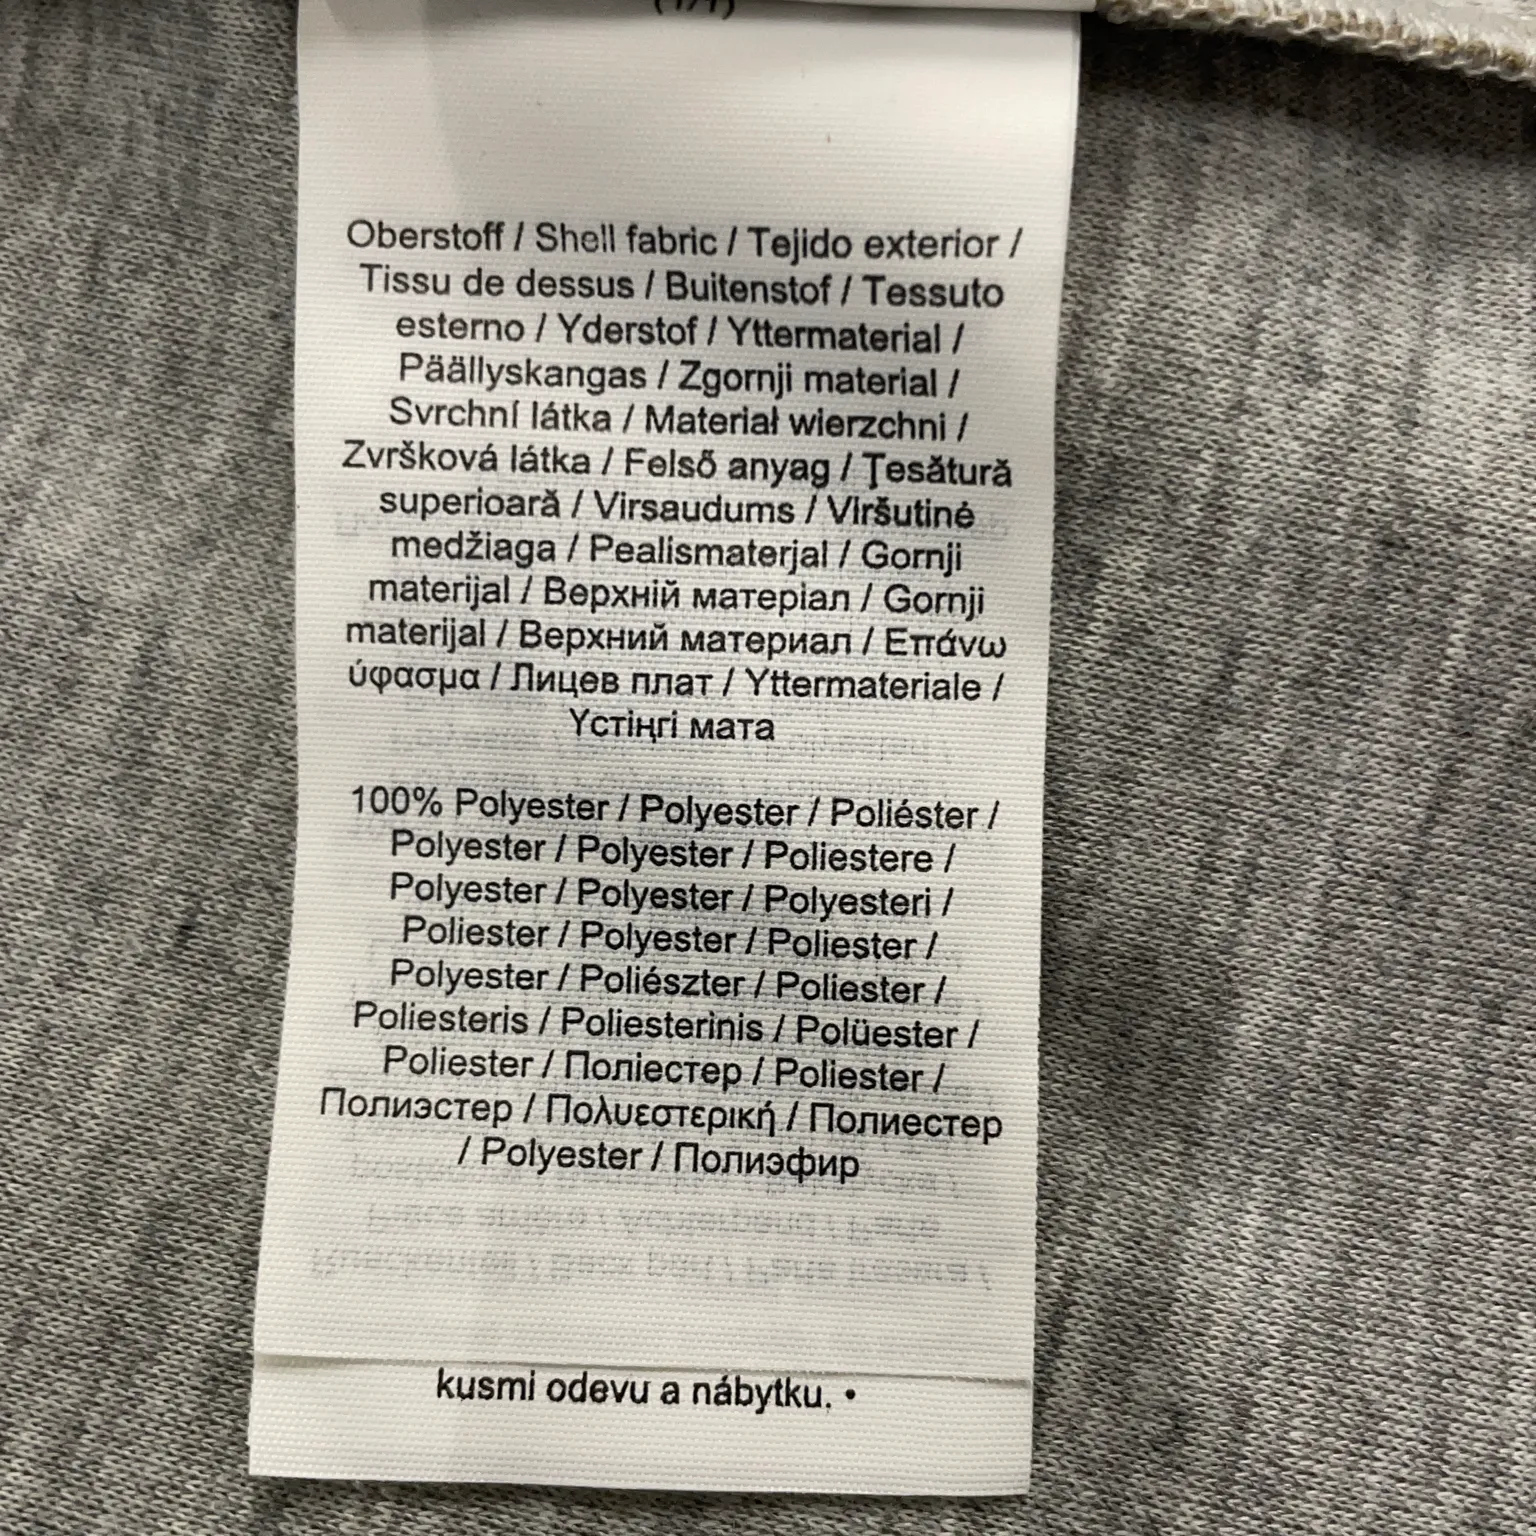 (1/1)
Oberstoff / Shell fabric / Tejido exterior /
Tissu de dessus / Buitenstof / Tessuto
esterno / Yderstof / Yttermaterial /
Päällyskangas / Zgornji material /
Svrchní látka / Materiał wierzchni /
Zvršková látka / Felső anyag / Ţesătură
superioară / Virsaudums / Viršutinė
medžiaga / Pealismaterjal / Gornji
materijal / Верхній матеріал / Gornji
materijal / Верхний материал / Επάνω
ύφασμα / Лицев плат / Yttermateriale /
Үстіңгі мата
100% Polyester / Polyester / Poliéster /
Polyester / Polyester / Poliestere /
Polyester / Polyester / Polyesteri /
Poliester / Polyester / Poliester /
Polyester / Poliészter / Poliester /
Poliesteris / Poliesterinis / Polüester /
Poliester / Поліестер / Poliester /
Полиэстер / Πολυεστερική / Полиестер
/ Polyester / Полиэфир
kusmi odevu a nábytku. •